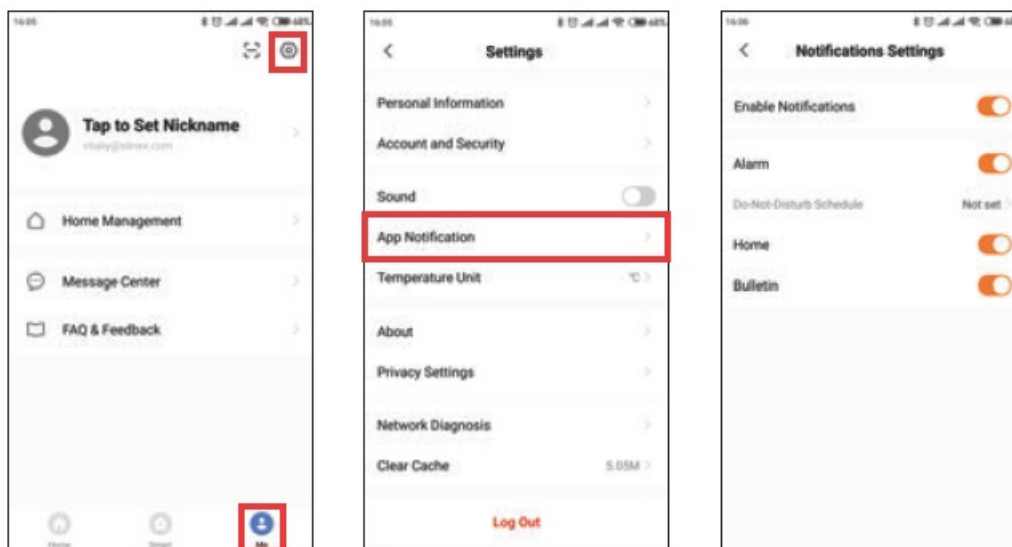 16:05
Tap to Set Nickname
Home Management
Message Center
FAQ & Feedback
Home
Smart
Me
16:05
Settings
Personal Information
Account and Security
Sound
App Notification
Temperature Unit
°C
About
Privacy Settings
Network Diagnosis
Clear Cache
5.05M
Log Out
16:06
Notifications Settings
Enable Notifications
Alarm
Do-Not-Disturb Schedule
Not set
Home
Bulletin